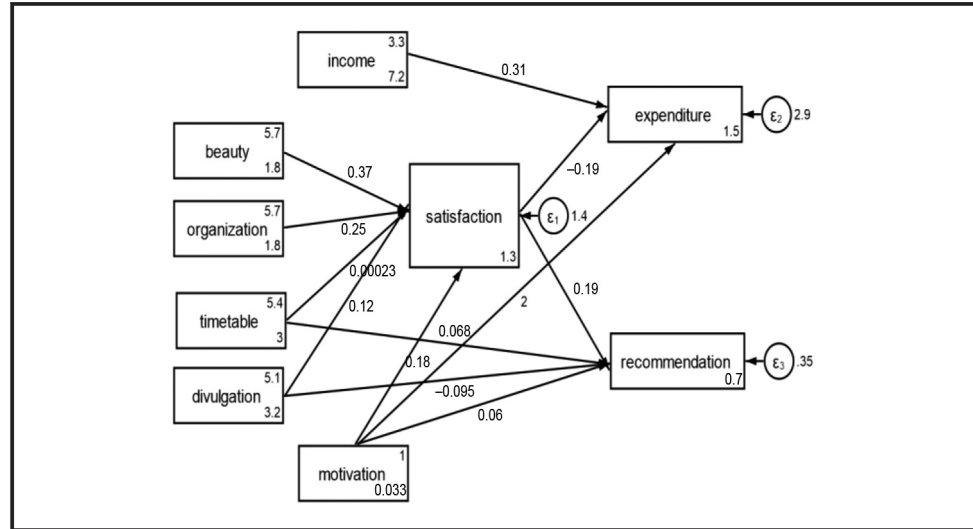 3.3
income
7.2
0.31
expenditure
1.5
ε2
2.9
5.7
beauty
1.8
0.37
–0.19
5.7
organization
1.8
0.25
satisfaction
1.3
ε1
1.4
0.00023
0.12
5.4
timetable
3
0.068
2
0.19
recommendation
0.7
ε3
.35
0.18
5.1
divulgation
3.2
–0.095
0.06
1
motivation
0.033